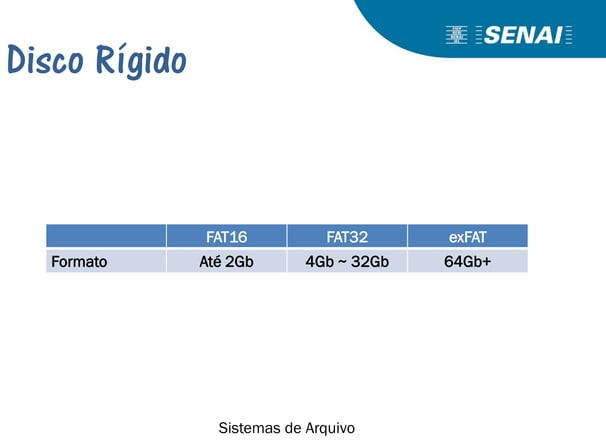 SENAI
Disco Rígido
FAT16 FAT32 exFAT
Formato Até 2Gb 4Gb ~ 32Gb 64Gb+
Sistemas de Arquivo